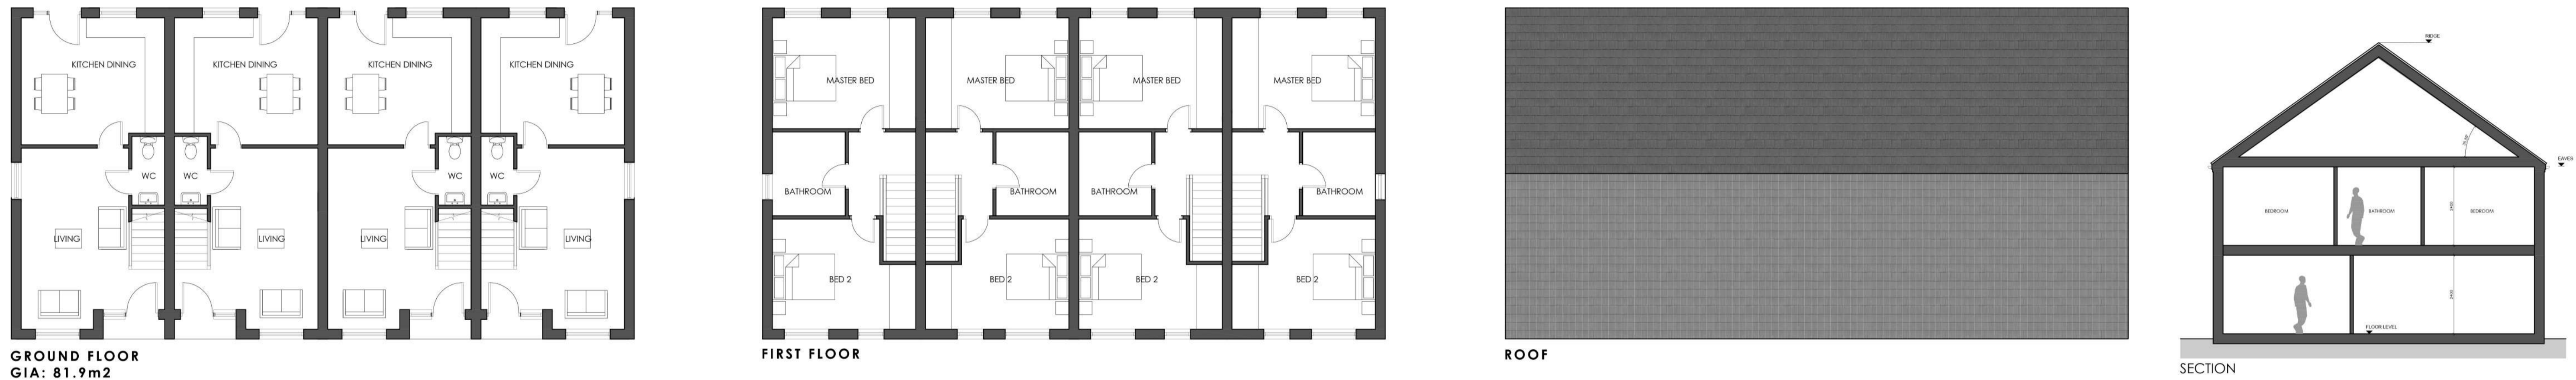 KITCHEN DINING
KITCHEN DINING
KITCHEN DINING
KITCHEN DINING
WC
WC
WC
WC
LIVING
LIVING
LIVING
LIVING
GROUND FLOOR
GIA: 81.9m2
MASTER BED
MASTER BED
MASTER BED
MASTER BED
BATHROOM
BATHROOM
BATHROOM
BATHROOM
BED 2
BED 2
BED 2
BED 2
FIRST FLOOR
ROOF
RIDGE
EAVES
BEDROOM
BATHROOM
2400
BEDROOM
2400
FLOOR LEVEL
SECTION